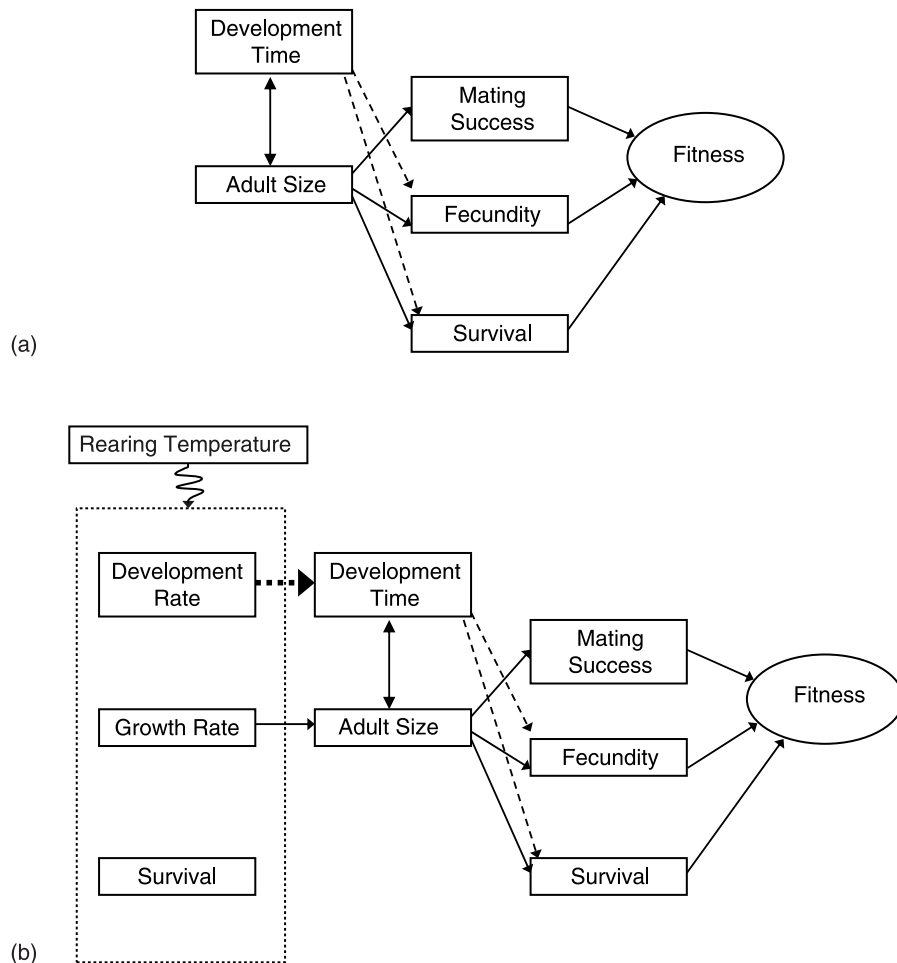 Development
Time
Mating
Success
Fitness
Adult Size
Fecundity
Survival
(a)
Rearing Temperature
Development
Rate
Development
Time
Mating
Success
Fitness
Growth Rate
Adult Size
Fecundity
Survival
Survival
(b)